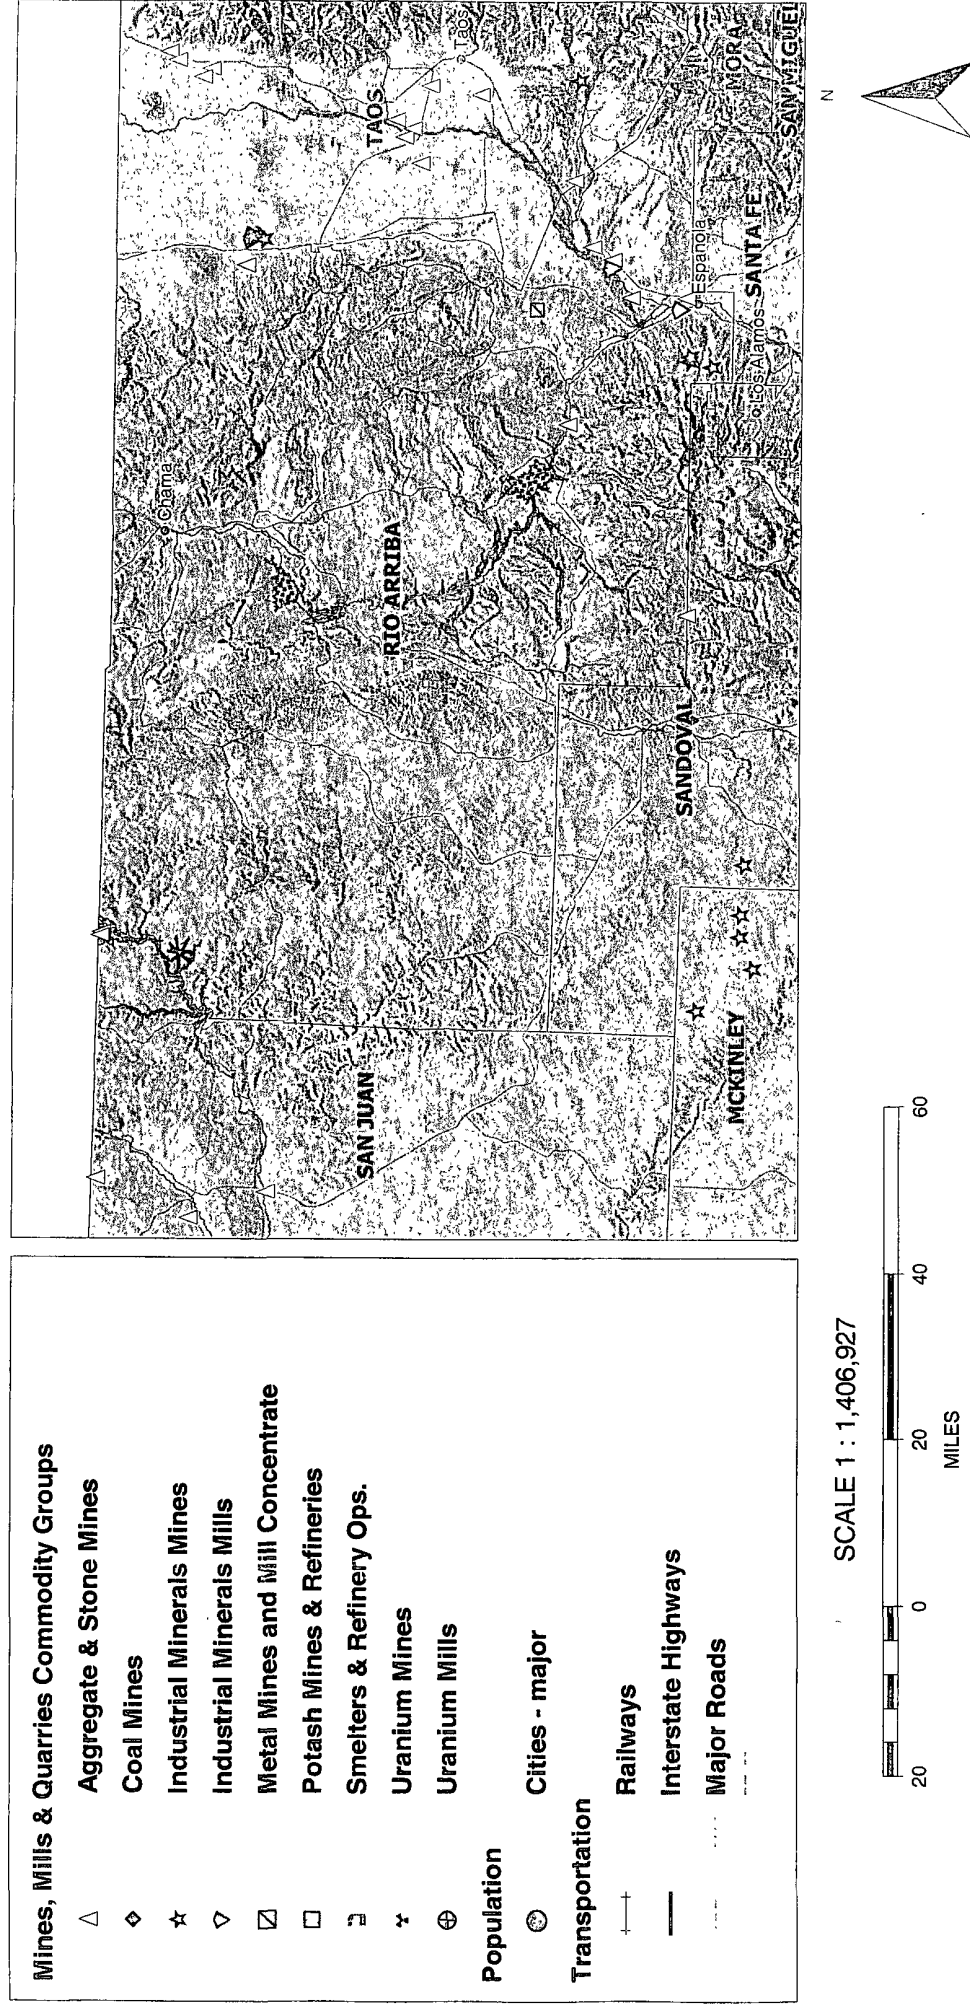 Mines, Mills & Quarries Commodity Groups
Aggregate & Stone Mines
Coal Mines
Industrial Minerals Mines
Industrial Minerals Mills
Metal Mines and Mill Concentrate
Potash Mines & Refineries
Smelters & Refinery Ops.
Uranium Mines
Uranium Mills
Population
Cities - major
Transportation
Railways
Interstate Highways
Major Roads
SAN JUAN
MCKINLEY
RIO ARRIBA
SANDOVAL
Chama
TAOS
Taos
Espanola
Los Alamos
SANTA FE
MORA
SAN MIGUEL
SCALE 1 : 1,406,927
20
0
20
40
60
MILES
N